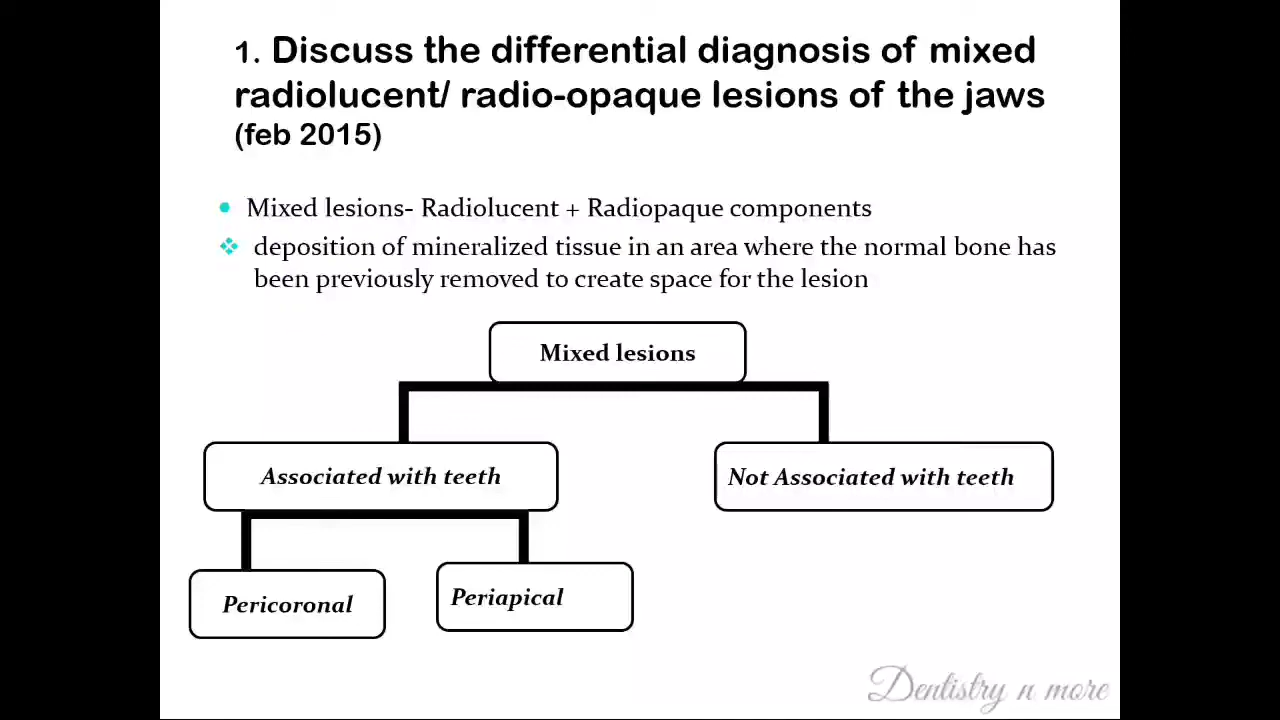 1. Discuss the differential diagnosis of mixed
radiolucent/ radio-opaque lesions of the jaws
(feb 2015)
Mixed lesions- Radiolucent + Radiopaque components
deposition of mineralized tissue in an area where the normal bone has
been previously removed to create space for the lesion
Mixed lesions
Associated with teeth
Not Associated with teeth
Pericoronal
Periapical
Dentistry n more